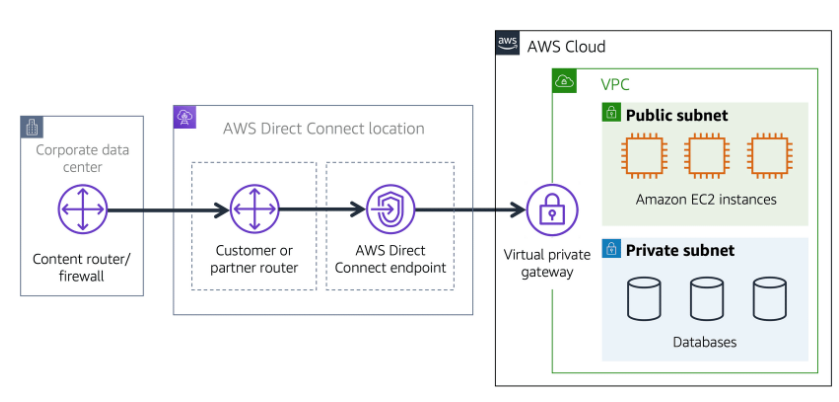 aws
AWS Cloud
VPC
Public subnet
Amazon EC2 instances
Corporate data
center
Content router/
firewall
AWS Direct Connect location
Customer or
partner router
AWS Direct
Connect endpoint
Virtual private
gateway
Private subnet
Databases